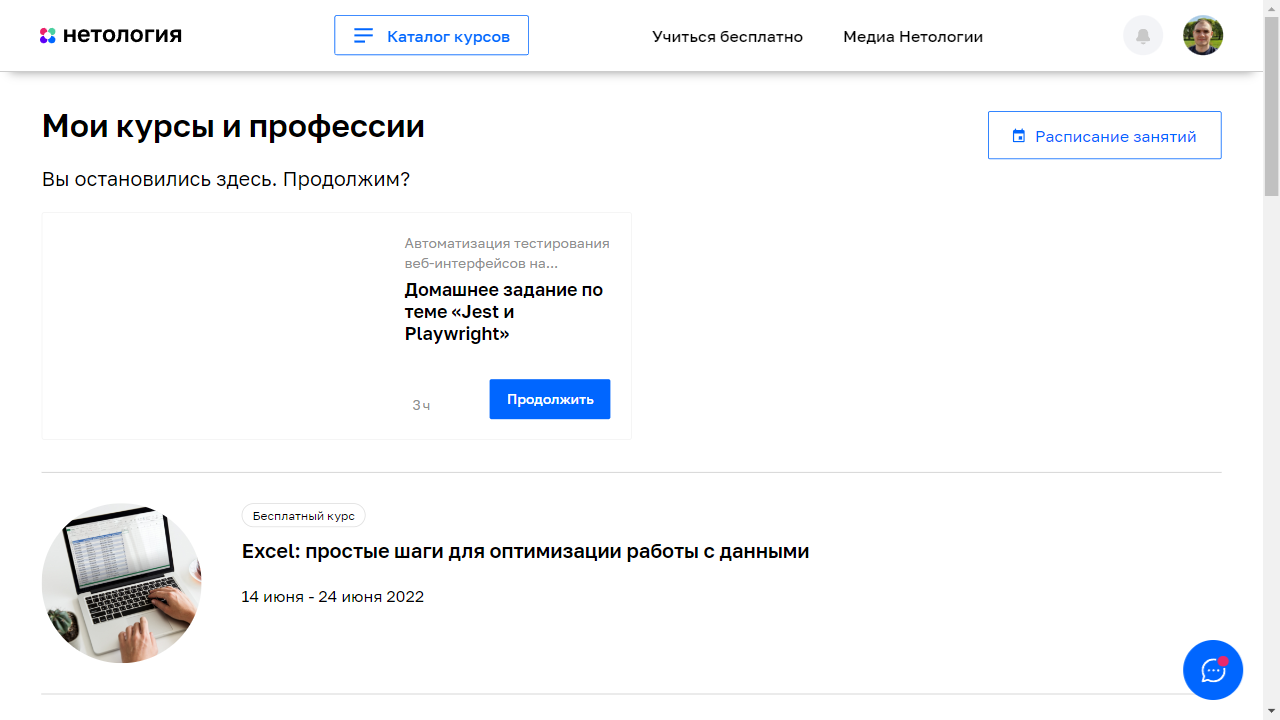 нетология
Каталог курсов
Учиться бесплатно
Медиа Нетологии
Мои курсы и профессии
Расписание занятий
Вы остановились здесь. Продолжим?
Автоматизация тестирования
веб-интерфейсов на...
Домашнее задание по
теме «Jest и
Playwright»
3 ч
Продолжить
Бесплатный курс
Excel: простые шаги для оптимизации работы с данными
14 июня - 24 июня 2022